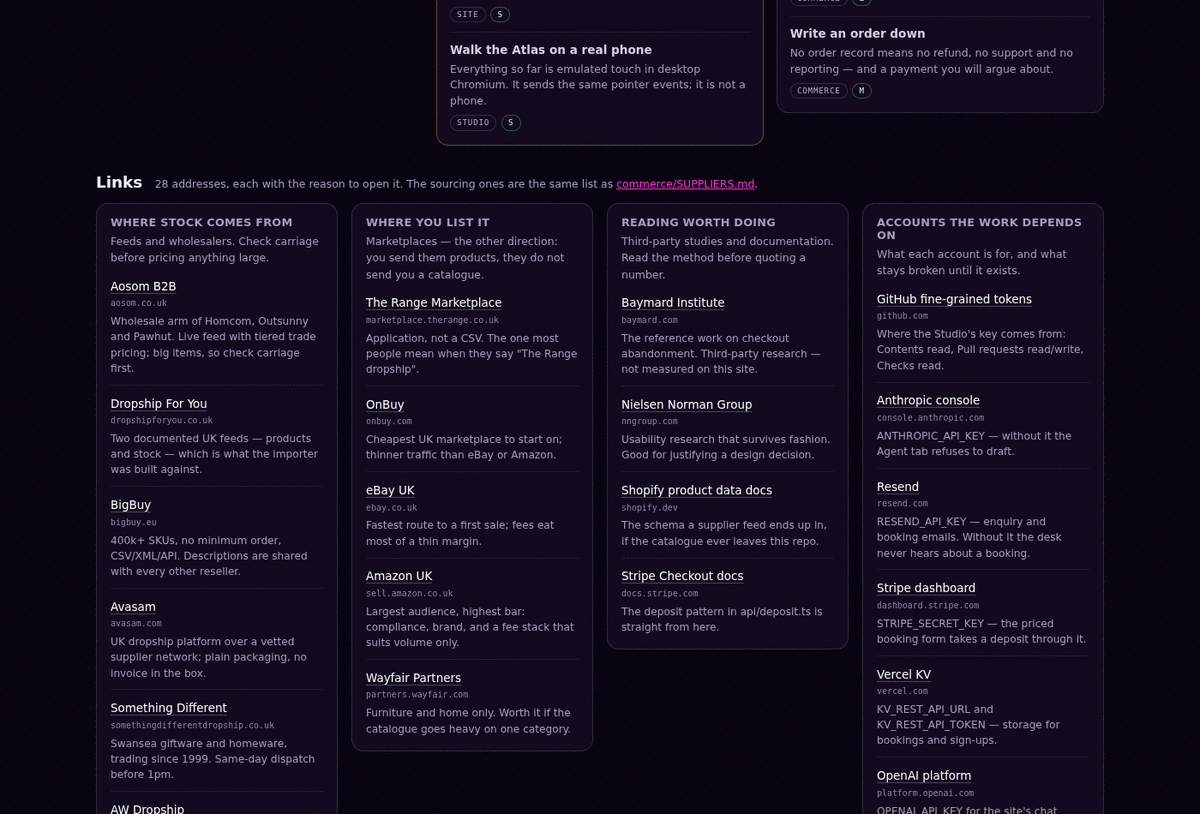 SITE S
Walk the Atlas on a real phone
Everything so far is emulated touch in desktop
Chromium. It sends the same pointer events; it is not a
phone.
STUDIO S
Write an order down
No order record means no refund, no support and no
reporting — and a payment you will argue about.
COMMERCE M
Links 28 addresses, each with the reason to open it. The sourcing ones are the same list as commerce/SUPPLIERS.md.
WHERE STOCK COMES FROM
Feeds and wholesalers. Check carriage
before pricing anything large.
Aosom B2B
aosom.co.uk
Wholesale arm of Homcom, Outsunny
and Pawhut. Live feed with tiered trade
pricing; big items, so check carriage
first.
Dropship For You
dropshipforyou.co.uk
Two documented UK feeds — products
and stock — which is what the importer
was built against.
BigBuy
bigbuy.eu
400k+ SKUs, no minimum order,
CSV/XML/API. Descriptions are shared
with every other reseller.
Avasam
avasam.com
UK dropship platform over a vetted
supplier network; plain packaging, no
invoice in the box.
Something Different
somethingdifferentdropship.co.uk
Swansea giftware and homeware,
trading since 1999. Same-day dispatch
before 1pm.
AW Dropship
WHERE YOU LIST IT
Marketplaces — the other direction:
you send them products, they do not
send you a catalogue.
The Range Marketplace
marketplace.therange.co.uk
Application, not a CSV. The one most
people mean when they say "The Range
dropship".
OnBuy
onbuy.com
Cheapest UK marketplace to start on;
thinner traffic than eBay or Amazon.
eBay UK
ebay.co.uk
Fastest route to a first sale; fees eat
most of a thin margin.
Amazon UK
sell.amazon.co.uk
Largest audience, highest bar:
compliance, brand, and a fee stack that
suits volume only.
Wayfair Partners
partners.wayfair.com
Furniture and home only. Worth it if the
catalogue goes heavy on one category.
READING WORTH DOING
Third-party studies and documentation.
Read the method before quoting a
number.
Baymard Institute
baymard.com
The reference work on checkout
abandonment. Third-party research —
not measured on this site.
Nielsen Norman Group
nngroup.com
Usability research that survives fashion.
Good for justifying a design decision.
Shopify product data docs
shopify.dev
The schema a supplier feed ends up in,
if the catalogue ever leaves this repo.
Stripe Checkout docs
docs.stripe.com
The deposit pattern in api/deposit.ts is
straight from here.
ACCOUNTS THE WORK DEPENDS
ON
What each account is for, and what
stays broken until it exists.
GitHub fine-grained tokens
github.com
Where the Studio's key comes from:
Contents read, Pull requests read/write,
Checks read.
Anthropic console
console.anthropic.com
ANTHROPIC_API_KEY — without it the
Agent tab refuses to draft.
Resend
resend.com
RESEND_API_KEY — enquiry and
booking emails. Without it the desk
never hears about a booking.
Stripe dashboard
dashboard.stripe.com
STRIPE_SECRET_KEY — the priced
booking form takes a deposit through it.
Vercel KV
vercel.com
KV_REST_API_URL and
KV_REST_API_TOKEN — storage for
bookings and sign-ups.
OpenAI platform
platform.openai.com
OPENAI_API_KEY for the site's chat